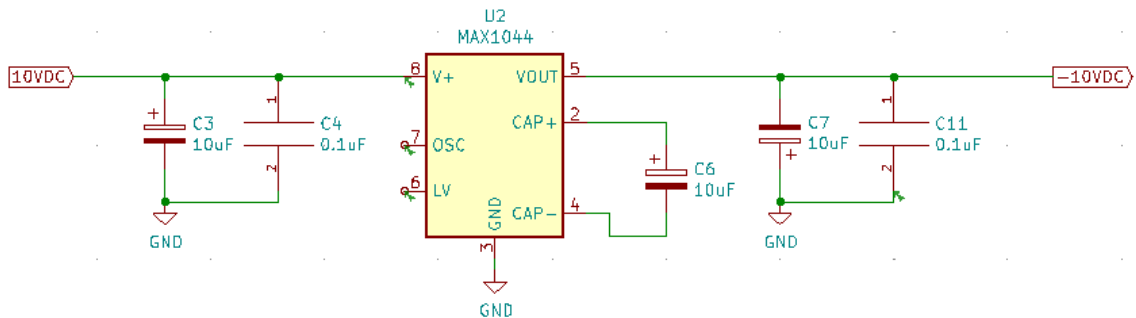 U2
MAX1044
10VDC
8 V+
VOUT 5
-10VDC
+
C3
10uF
1
2
C4
0.1uF
7 OSC
CAP+ 2
6 LV
+
C6
10uF
CAP- 4
GND
3
C7
10uF
+
1
2
C11
0.1uF
GND
GND
GND